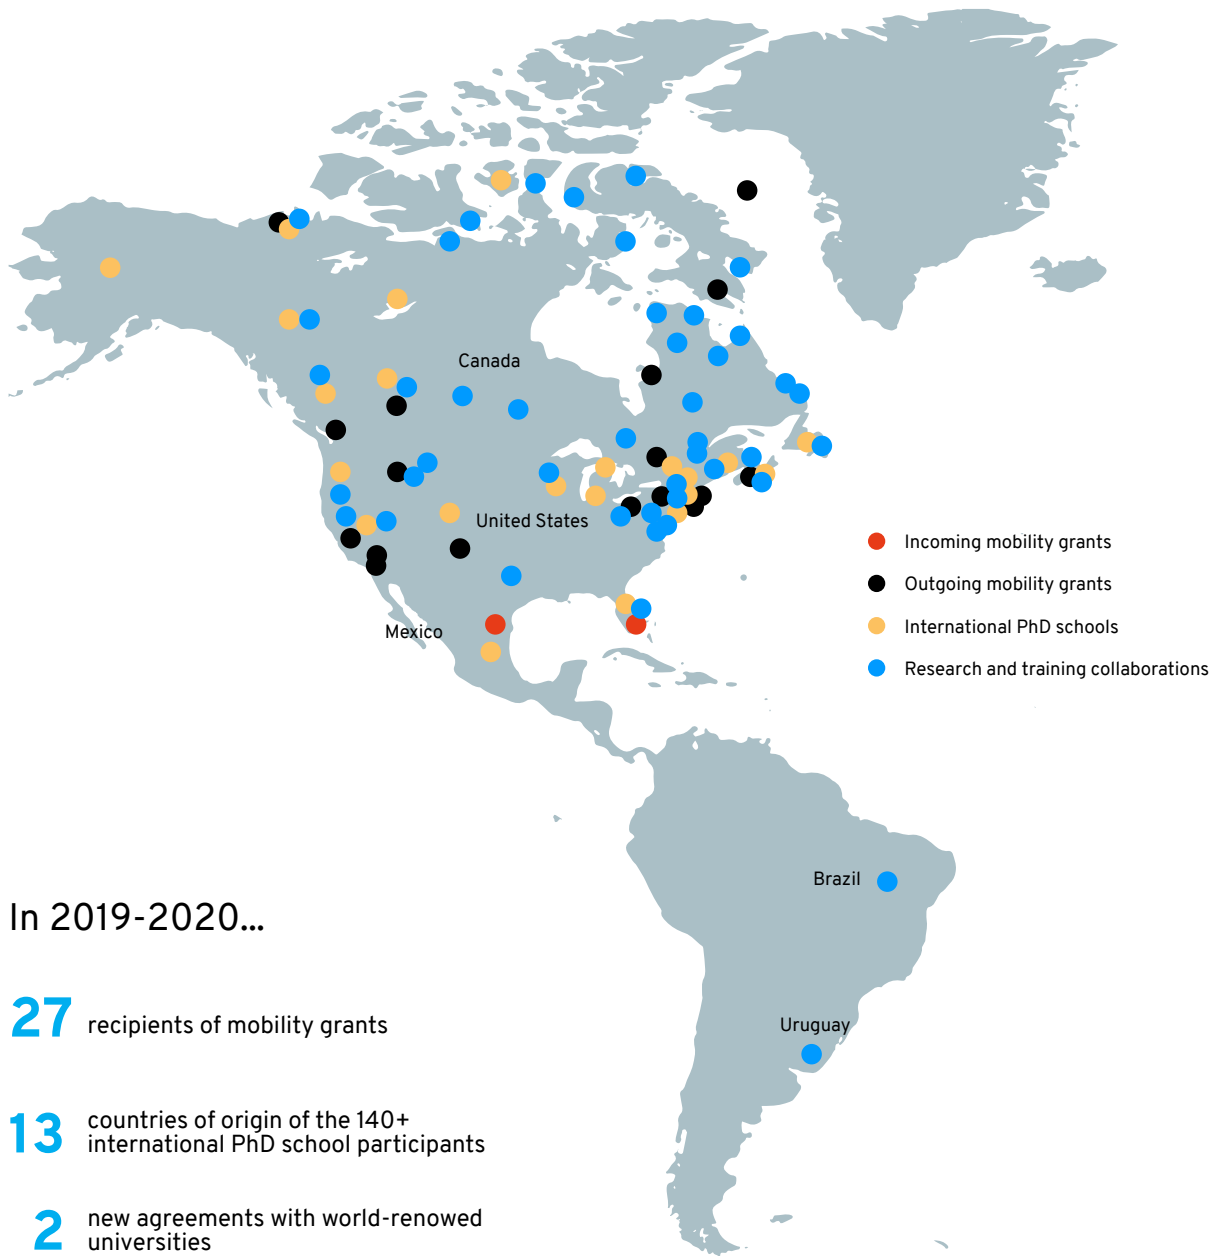 Canada
United States
Mexico
Incoming mobility grants
Outgoing mobility grants
International PhD schools
Research and training collaborations
Brazil
Uruguay
In 2019-2020...
27 recipients of mobility grants
13 countries of origin of the 140+
international PhD school participants
2 new agreements with world-renowed
universities